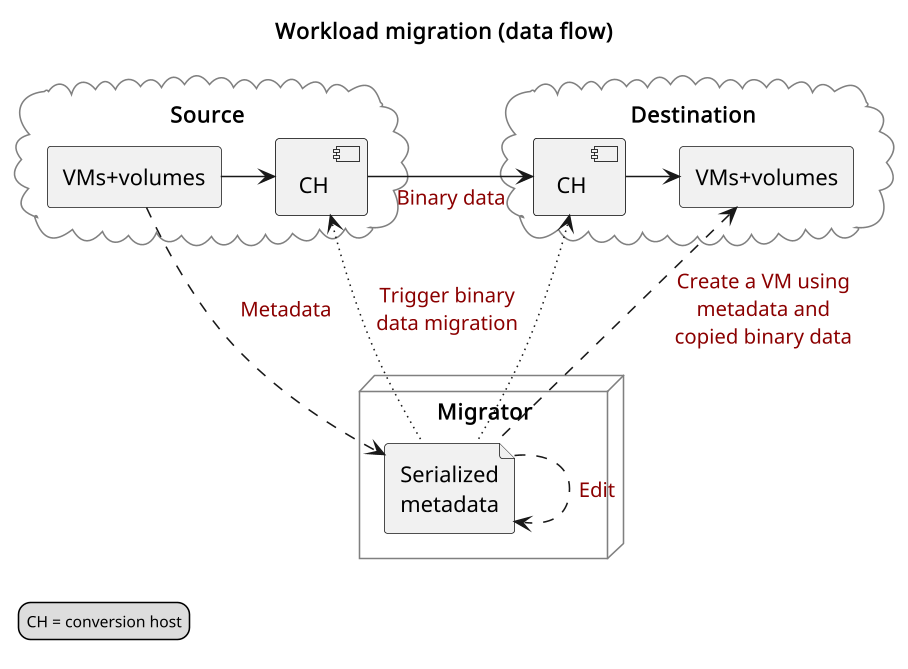 Workload migration (data flow)
Source
Destination
VMs+volumes
CH
Binary data
CH
VMs+volumes
Metadata
Trigger binary
data migration
Create a VM using
metadata and
copied binary data
Migrator
Serialized
metadata
Edit
CH = conversion host